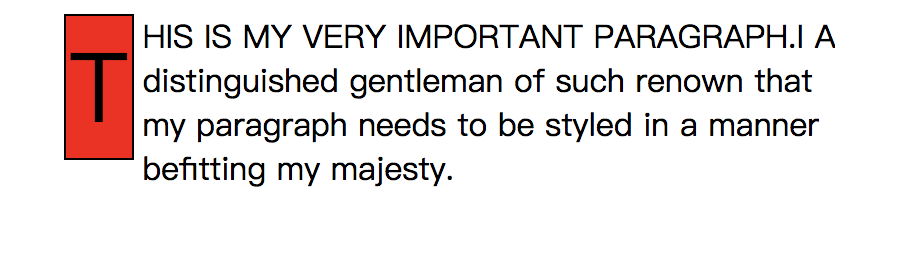 THIS IS MY VERY IMPORTANT PARAGRAPH.I A
distinguished gentleman of such renown that
my paragraph needs to be styled in a manner
befitting my majesty.